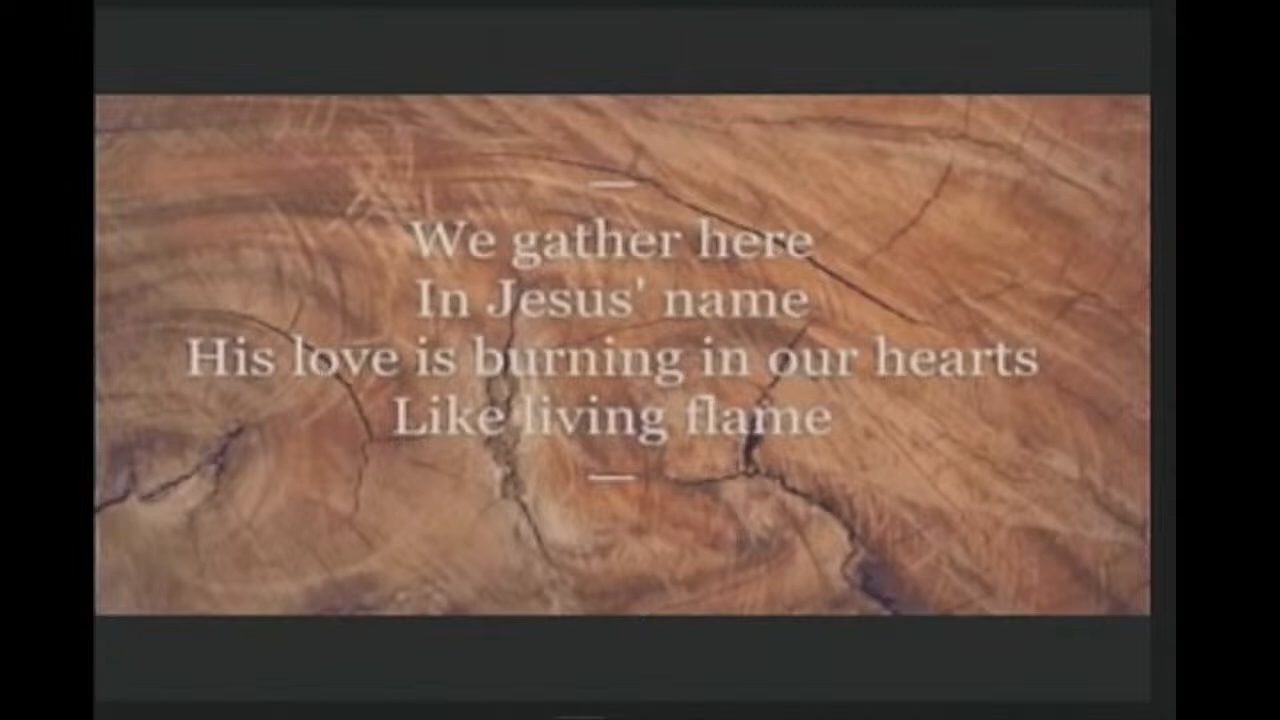 We gather here
In Jesus' name
His love is burning in our hearts
Like living flame